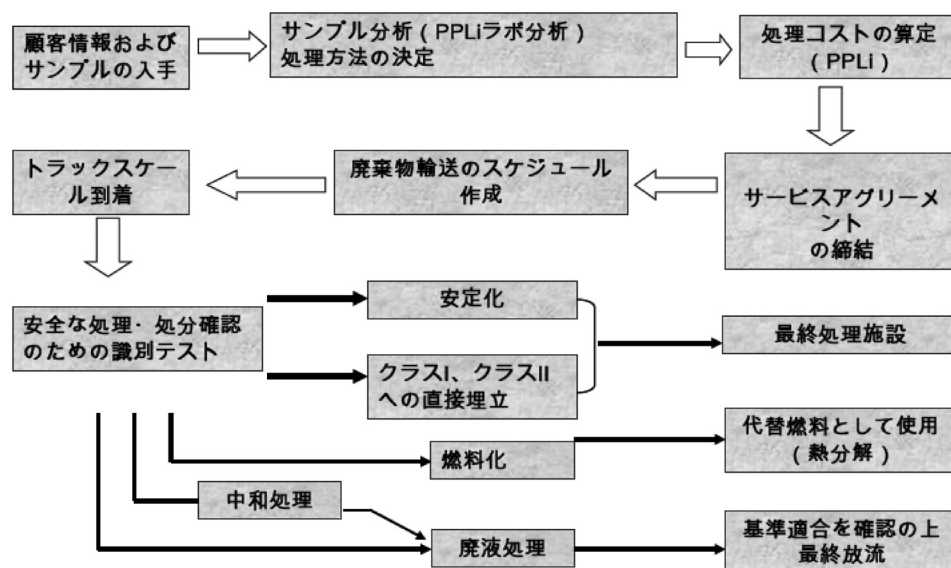 顧客情報および
サンプルの入手
サンプル分析(PPLiラボ分析)
処理方法の決定
処理コストの算定
(PPLi)
トラックスケー
ル到着
廃棄物輸送のスケジュール
作成
サービスアグリーメ
ント
の締結
安全な処理・処分確認
のための識別テスト
安定化
クラスI、クラスII
への直接埋立
最終処理施設
燃料化
代替燃料として使用
(熱分解)
中和処理
廃液処理
基準適合を確認の上
最終放流